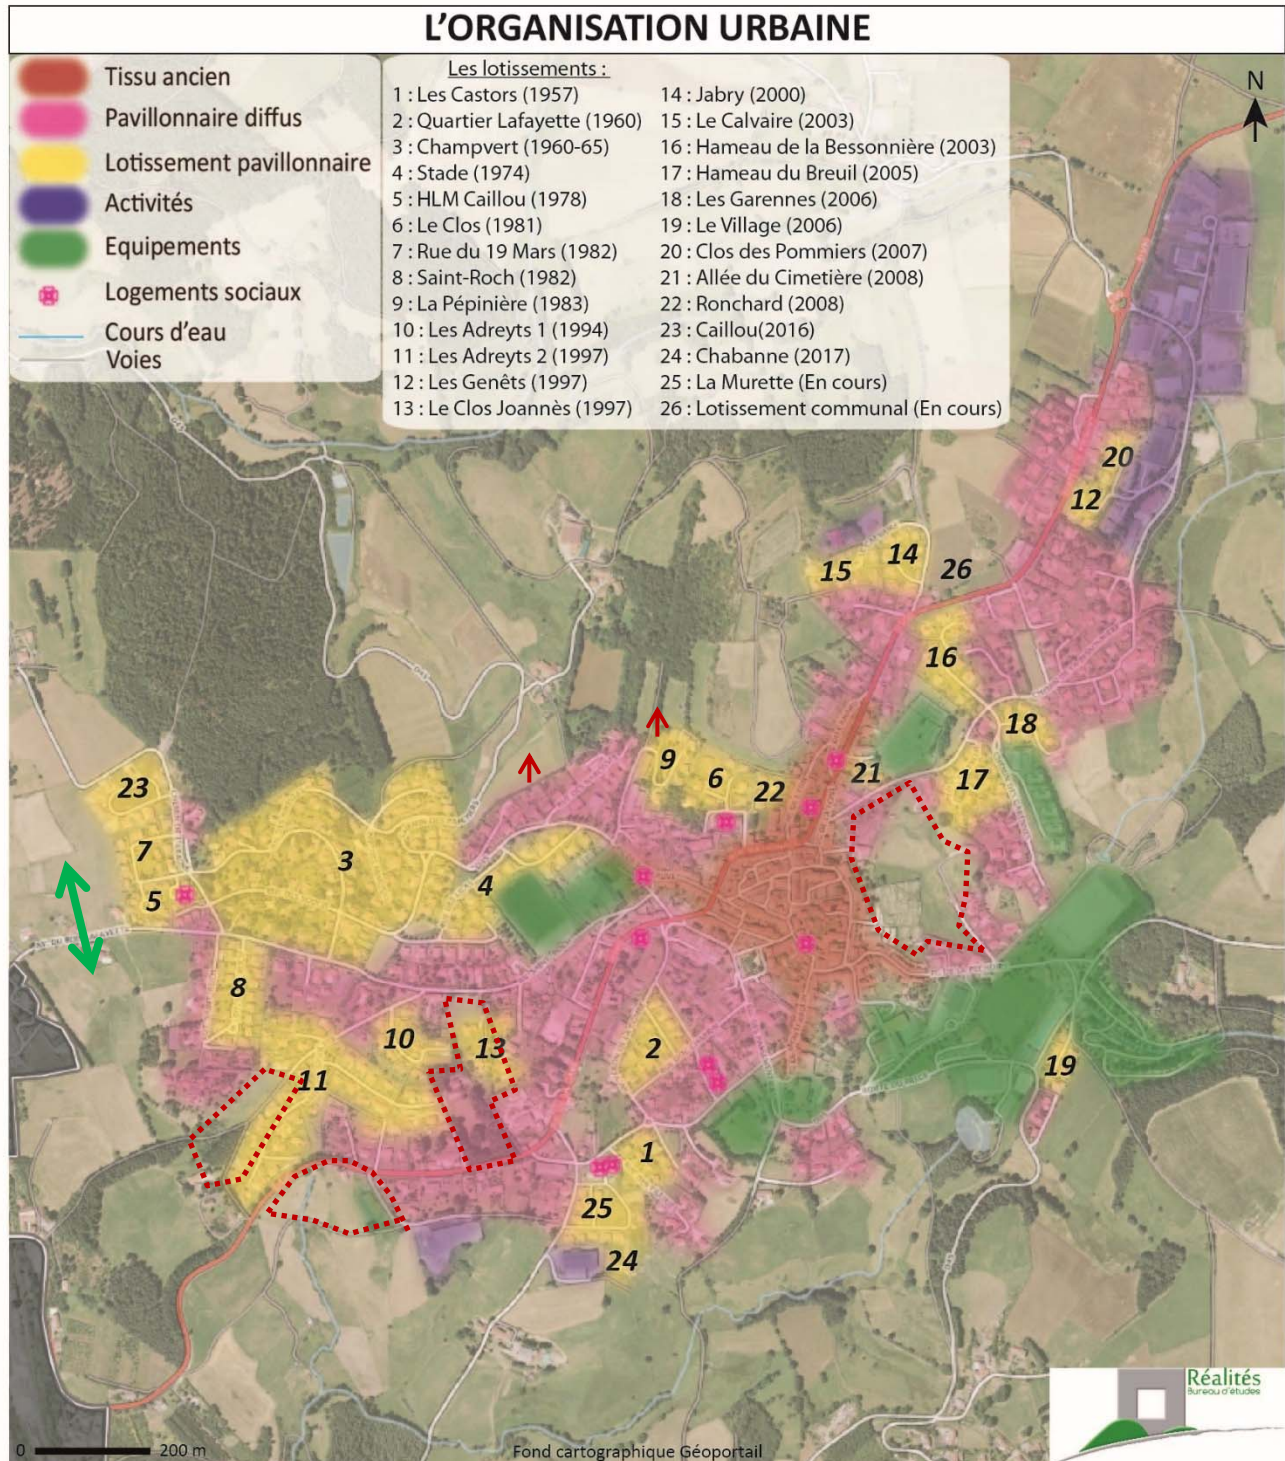 L'ORGANISATION URBAINE
Tissu ancien
Pavillonnaire diffus
Lotissement pavillonnaire
Activités
Equipements
Logements sociaux
Cours d'eau
Voies
Les lotissements :
1 : Les Castors (1957)
2 : Quartier Lafayette (1960)
3 : Champvert (1960-65)
4 : Stade (1974)
5 : HLM Caillou (1978)
6 : Le Clos (1981)
7 : Rue du 19 Mars (1982)
8 : Saint-Roch (1982)
9 : La Pépinière (1983)
10 : Les Adreyts 1 (1994)
11 : Les Adreyts 2 (1997)
12 : Les Genêts (1997)
13 : Le Clos Joannès (1997)
14 : Jabry (2000)
15 : Le Calvaire (2003)
16 : Hameau de la Bessonnière (2003)
17 : Hameau du Breuil (2005)
18 : Les Garennes (2006)
19 : Le Village (2006)
20 : Clos des Pommiers (2007)
21 : Allée du Cimetière (2008)
22 : Ronchard (2008)
23 : Caillou(2016)
24 : Chabanne (2017)
25 : La Murette (En cours)
26 : Lotissement communal (En cours)
N
20
12
14
15
26
16
18
9
6
22
21
17
23
7
3
5
4
8
10
13
2
11
19
1
25
24
Réalités
Bureau d'études
0
200 m
Fond cartographique Géoportail